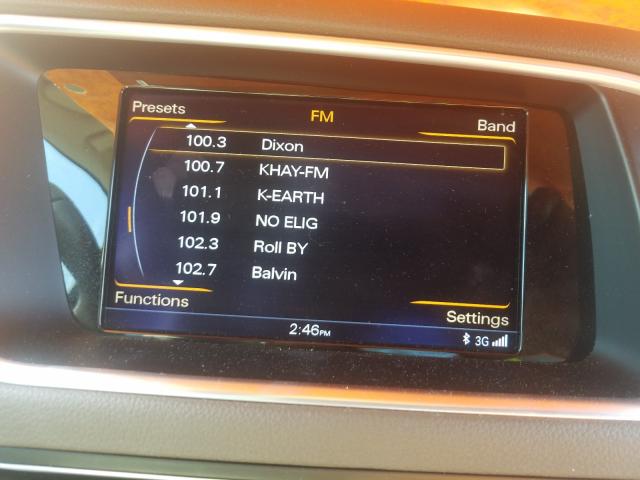 Presets
FM
Band
100.3 Dixon
100.7 KHAY-FM
101.1 K-EARTH
101.9 NO ELIG
102.3 Roll BY
102.7 Balvin
Functions
Settings
2:46PM
3G